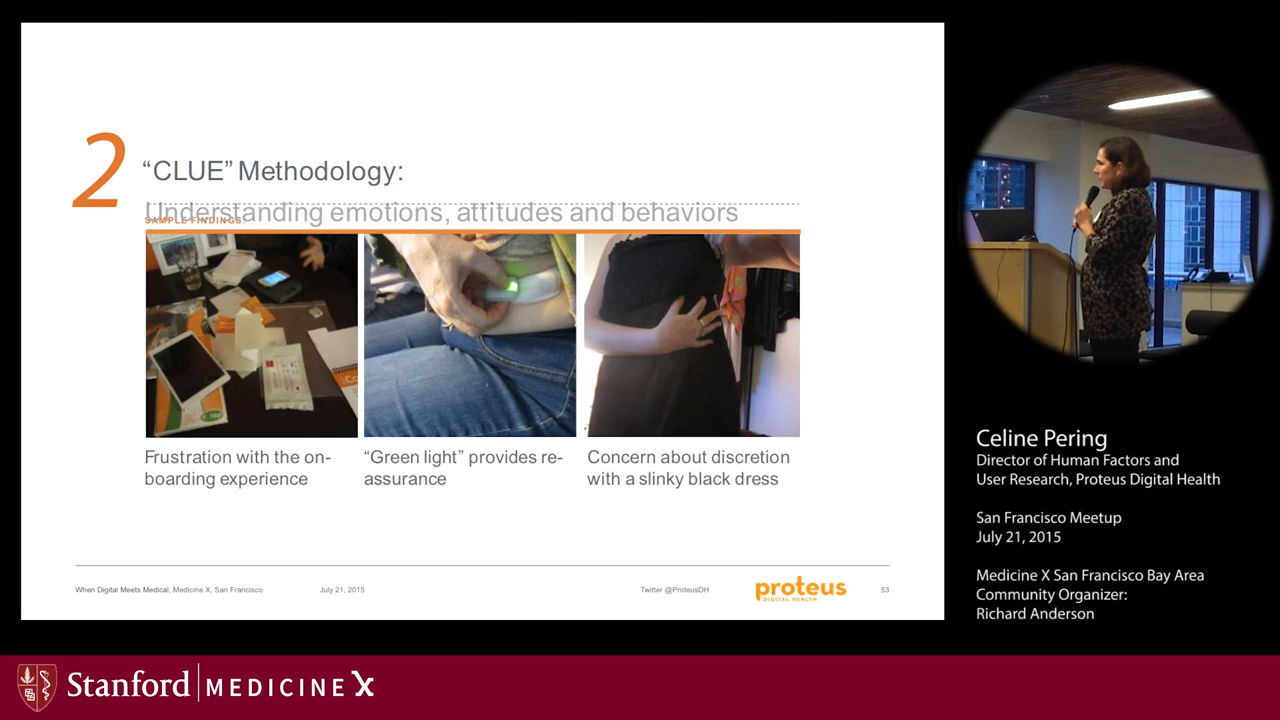 2
“CLUE” Methodology:
Understanding emotions, attitudes and behaviors
SAMPLE FINDINGS:
Frustration with the on-
boarding experience
“Green light” provides re-
assurance
Concern about discretion
with a slinky black dress
When Digital Meets Medical, Medicine X, San Francisco
July 21, 2015
Twitter @ProteusDH
proteus
DIGITAL HEALTH
53
Celine Pering
Director of Human Factors and
User Research, Proteus Digital Health
San Francisco Meetup
July 21, 2015
Medicine X San Francisco Bay Area
Community Organizer:
Richard Anderson
Stanford MEDICINE X